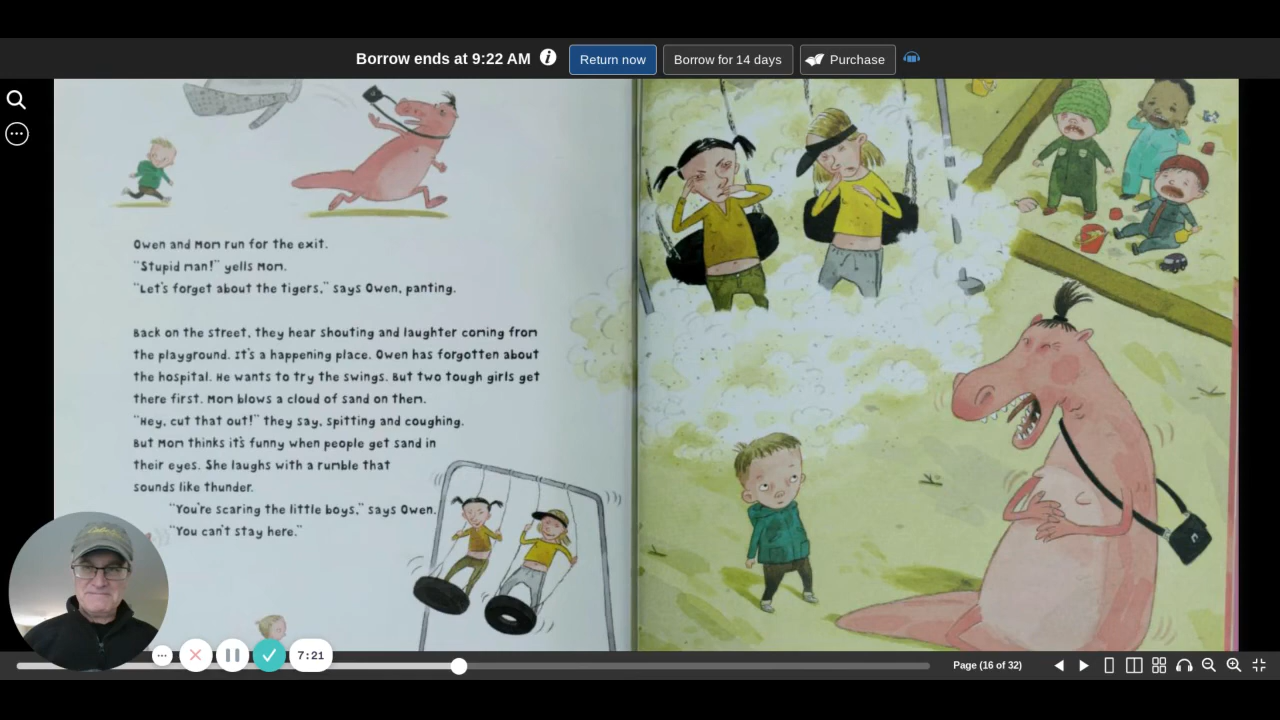 Borrow ends at 9:22 AM
Return now
Borrow for 14 days
Purchase
Owen and Mom run for the exit.
"Stupid man!" yells Mom.
"Let's forget about the tigers," says Owen, panting.
Back on the street, they hear shouting and laughter coming from
the playground. It's a happening place. Owen has forgotten about
the hospital. He wants to try the swings. But two tough girls get
there first. Mom blows a cloud of sand on them.
"Hey, cut that out!" they say, spitting and coughing.
But Mom thinks it's funny when people get sand in
their eyes. She laughs with a rumble that
sounds like thunder.
"You're scaring the little boys," says Owen.
"You can't stay here."
7:21
Page (16 of 32)